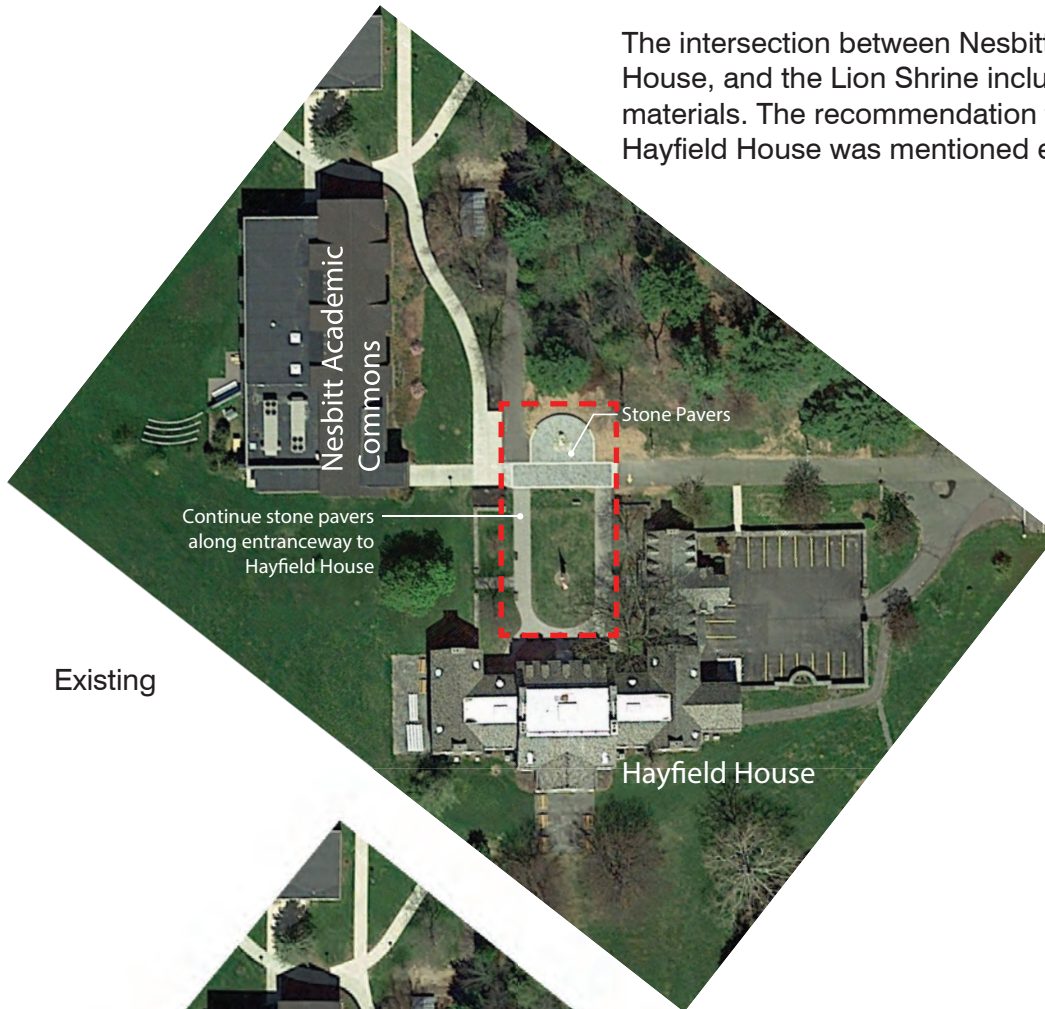 The intersection between Nesbitt
House, and the Lion Shrine inclu
materials. The recommendation
Hayfield House was mentioned e
Nesbitt Academic
Commons
Stone Pavers
Continue stone pavers
along entranceway to
Hayfield House
Existing
Hayfield House